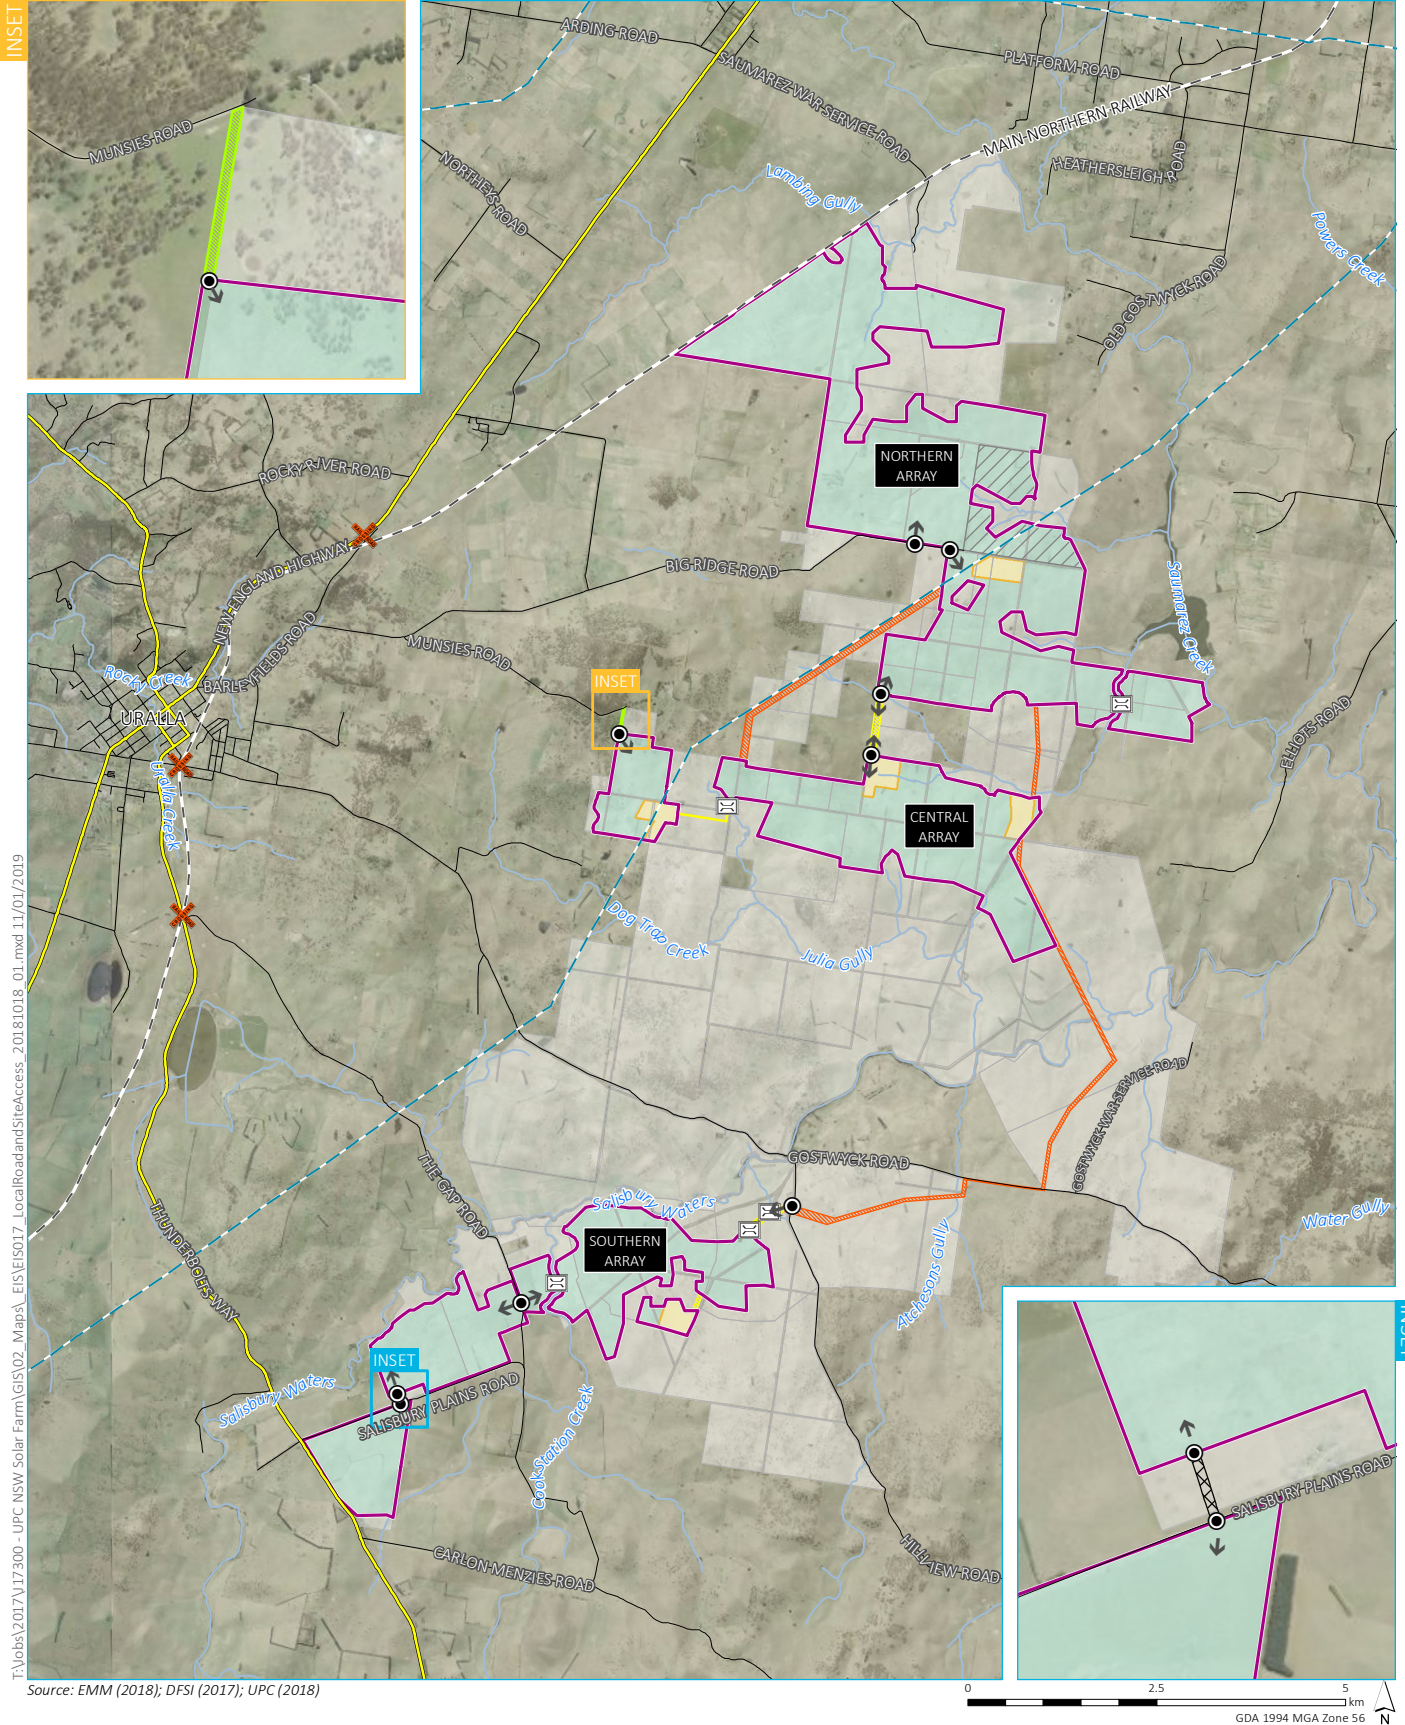 INSET
ARDING ROAD
PLATFORM ROAD
SAUMAREZ WAR SERVICE ROAD
MAIN NORTHERN RAILWAY
MUNSIES ROAD
NORTHEYS ROAD
HEATHERSLEIGH ROAD
Lambing Gully
Powers Creek
OLD GOSTWYCK ROAD
ROCKY RIVER ROAD
NORTHERN
ARRAY
NEW ENGLAND HIGHWAY
BIG RIDGE ROAD
Saumarez Creek
BARLEYFIELDS ROAD
MUNSIES ROAD
Rocky Creek
INSET
URALLA
ELLIOTS ROAD
Uralla Creek
CENTRAL
ARRAY
Dog Trap Creek
Julia Gully
GOSTWYCK WAR SERVICE ROAD
GOSTWYCK ROAD
THE GAP ROAD
Salisbury Waters
Water Gully
THUNDERBOLTS WAY
SOUTHERN
ARRAY
Atchesons Gully
INSET
INSET
Salisbury Waters
SALISBURY PLAINS ROAD
Cook Station Creek
SALISBURY PLAINS ROAD
HILLVIEW ROAD
CARLON MENZIES ROAD
T:\Jobs\2017\J17300 - UPC NSW Solar Farm\GIS\02_Maps\_EIS\EIS017_LocalRoadandSiteAccess_20181018_01.mxd 11/01/2019
Source: EMM (2018); DFSI (2017); UPC (2018)
0 2.5 5
km
GDA 1994 MGA Zone 56
N